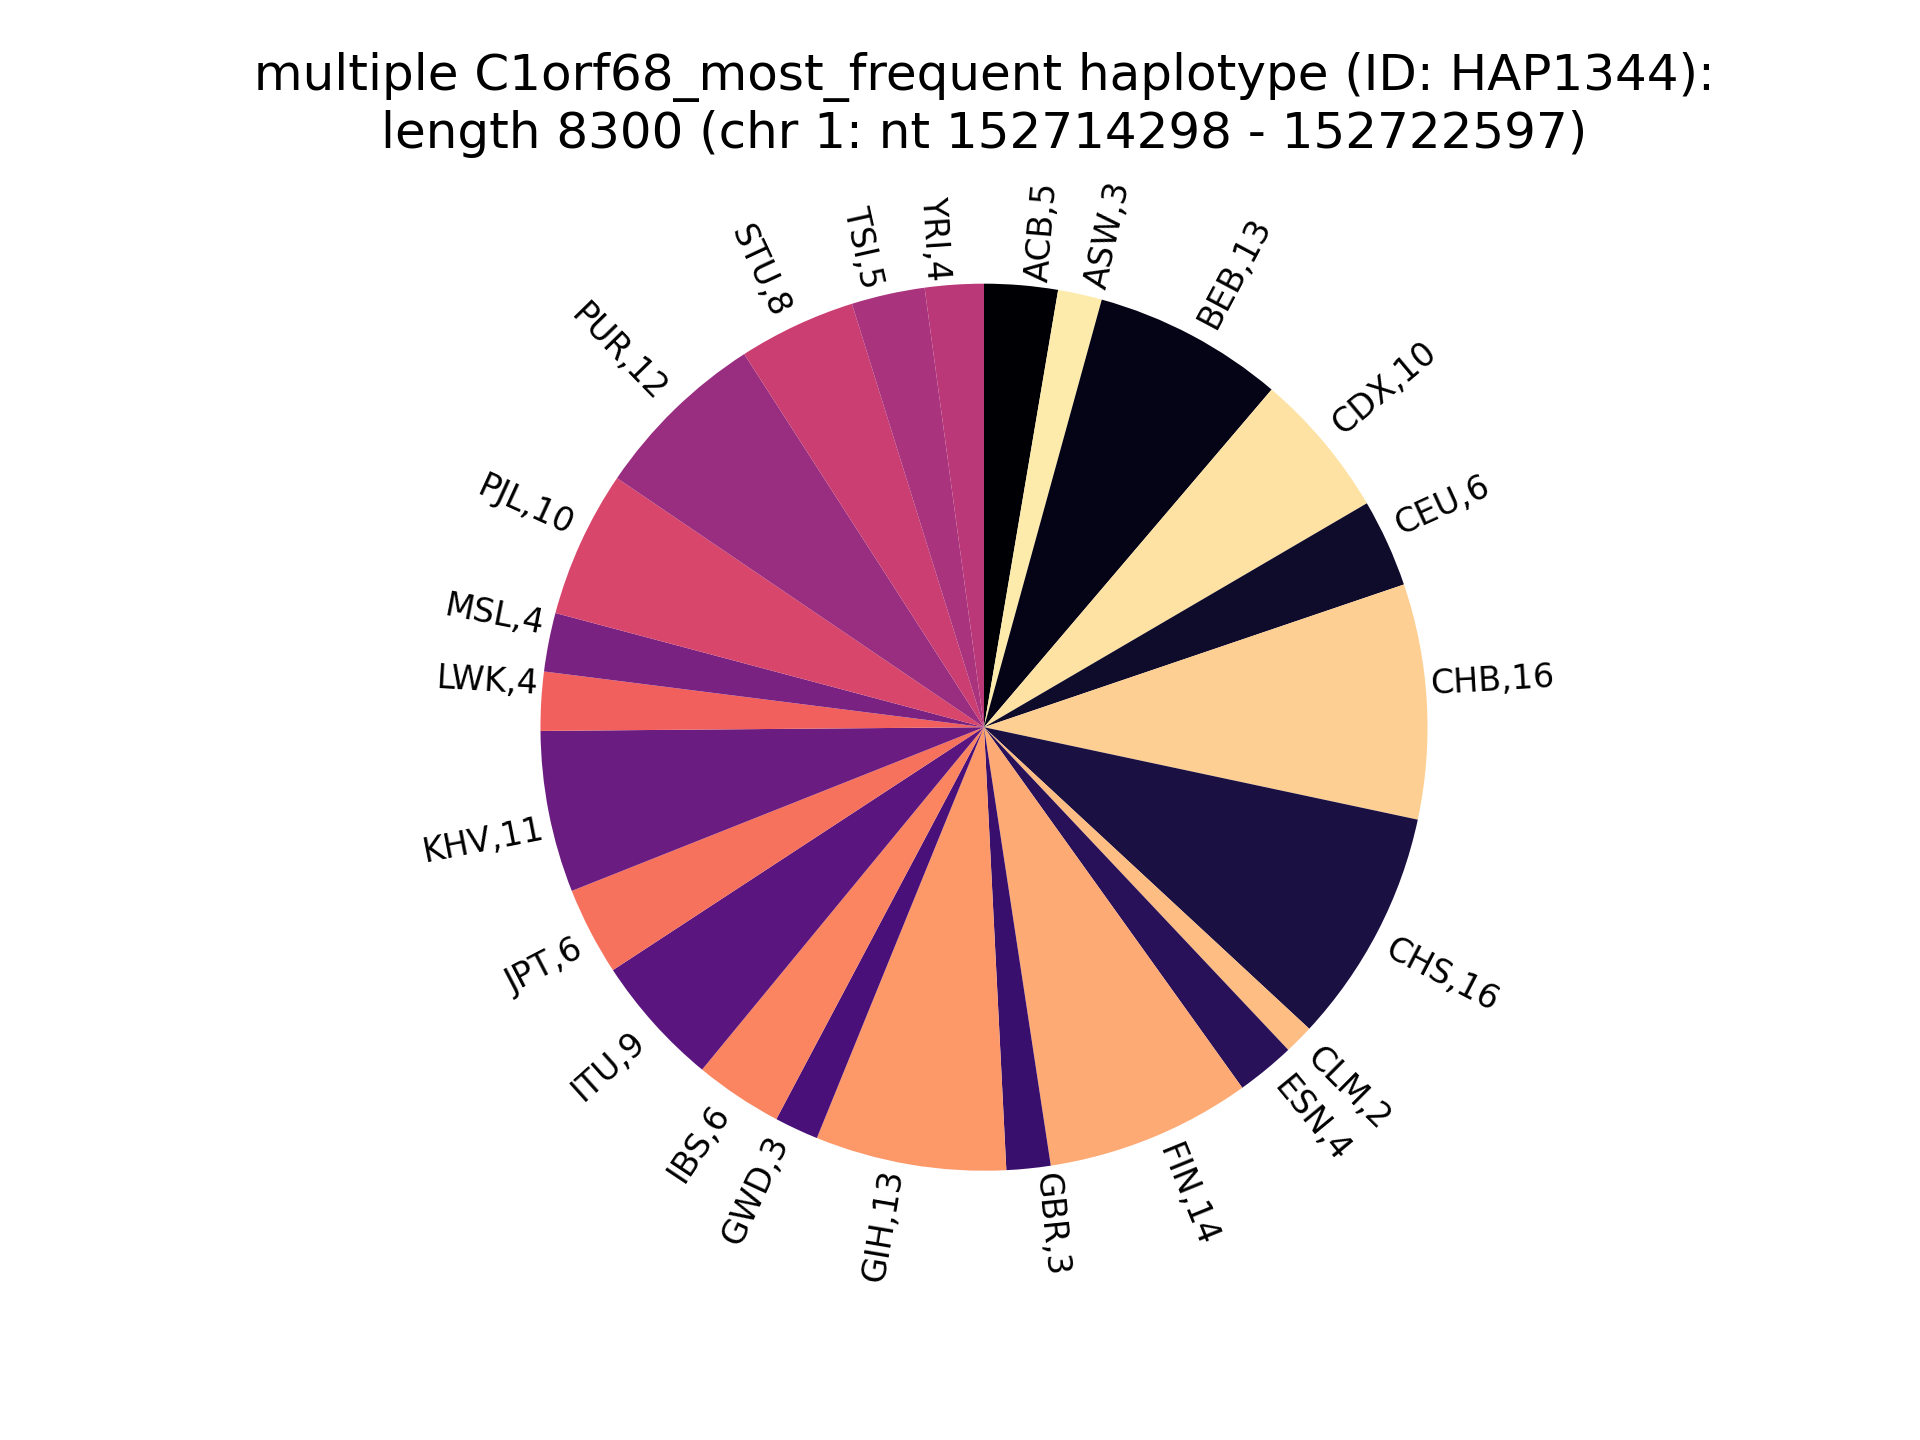 multiple C1orf68_most_frequent haplotype (ID: HAP1344):
length 8300 (chr 1: nt 152714298 - 152722597)
ACB,5
ASW,3
BEB,13
CDX,10
CEU,6
CHB,16
CHS,16
CLM,2
ESN,4
FIN,14
GBR,3
GIH,13
GWD,3
IBS,6
ITU,9
JPT,6
KHV,11
LWK,4
MSL,4
PJL,10
PUR,12
STU,8
TSI,5
YRI,4